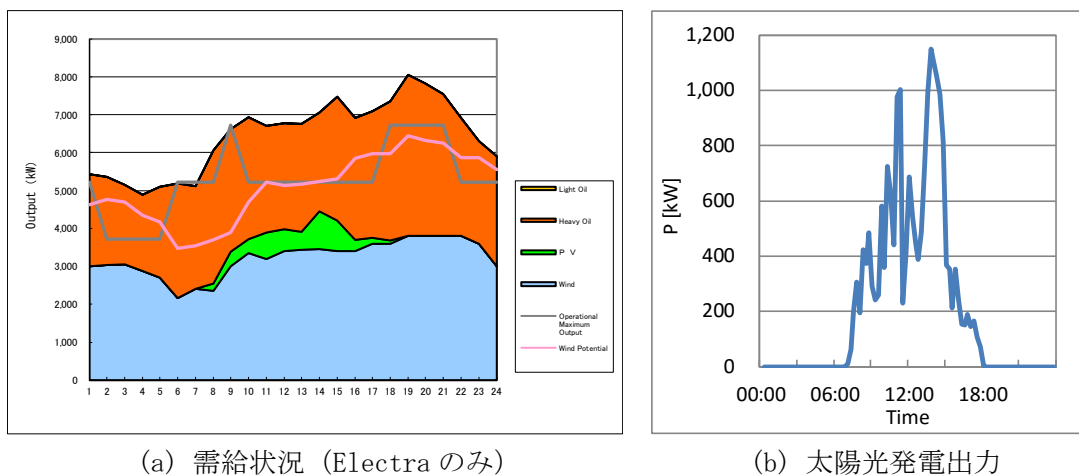 9,000
8,000
7,000
6,000
5,000
4,000
3,000
2,000
1,000
0
Output (kW)
1 2 3 4 5 6 7 8 9 10 11 12 13 14 15 16 17 18 19 20 21 22 23 24
Light Oil
Heavy Oil
P V
Wind
Operational
Maximum
Output
Wind Potential
(a) 需給状況 (Electra のみ)
P [kW]
1,200
1,000
800
600
400
200
0
00:00 06:00 12:00 18:00
Time
(b) 太陽光発電出力